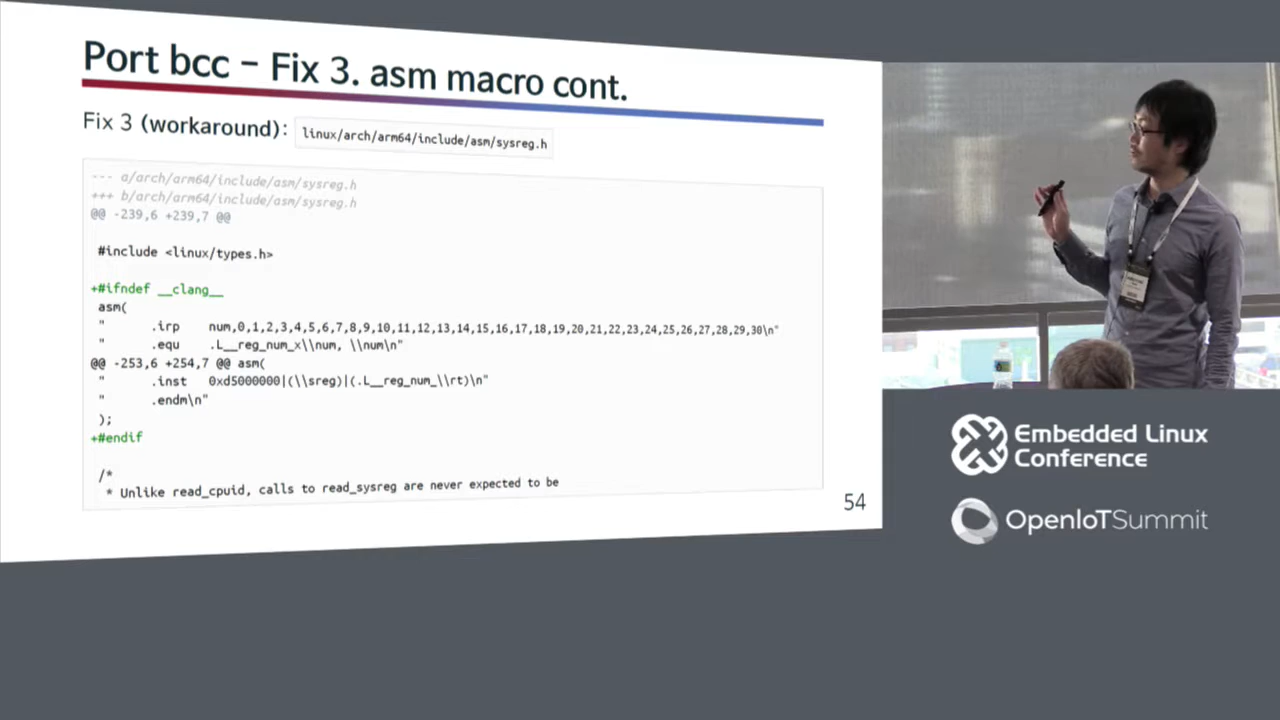 Port bcc – Fix 3. asm macro cont.
Fix 3 (workaround): linux/arch/arm64/include/asm/sysreg.h
--- a/arch/arm64/include/asm/sysreg.h
+++ b/arch/arm64/include/asm/sysreg.h
@@ -239,6 +239,7 @@
#include <linux/types.h>
+#ifndef __clang__
asm(
" .irp num,0,1,2,3,4,5,6,7,8,9,10,11,12,13,14,15,16,17,18,19,20,21,22,23,24,25,26,27,28,29,30\n"
" .equ .L__reg_num_x\\num, \\num\n"
@@ -253,6 +254,7 @@ asm(
" .inst 0xd5000000|(\\sreg)|(.L__reg_num_\\rt)\n"
" .endm\n"
);
+#endif
/*
* Unlike read_cpuid, calls to read_sysreg are never expected to be
54
Embedded Linux
Conference
OpenIoTSummit